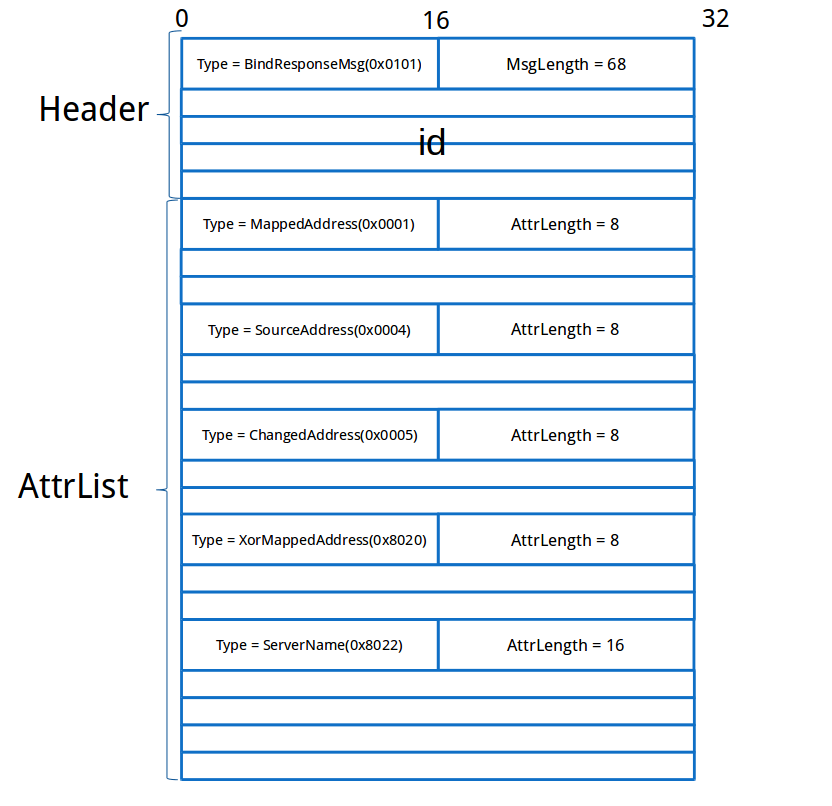 0 16 32
Type = BindResponseMsg(0x0101) MsgLength = 68
Header
id
Type = MappedAddress(0x0001) AttrLength = 8
Type = SourceAddress(0x0004) AttrLength = 8
Type = ChangedAddress(0x0005) AttrLength = 8
AttrList
Type = XorMappedAddress(0x8020) AttrLength = 8
Type = ServerName(0x8022) AttrLength = 16